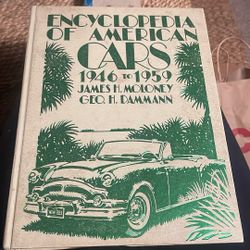 ENCYCLOPEDIA
OF AMERICAN
CARS
1946 TO 1959
JAMES H. MOLONEY
GEO. H. DAMMANN